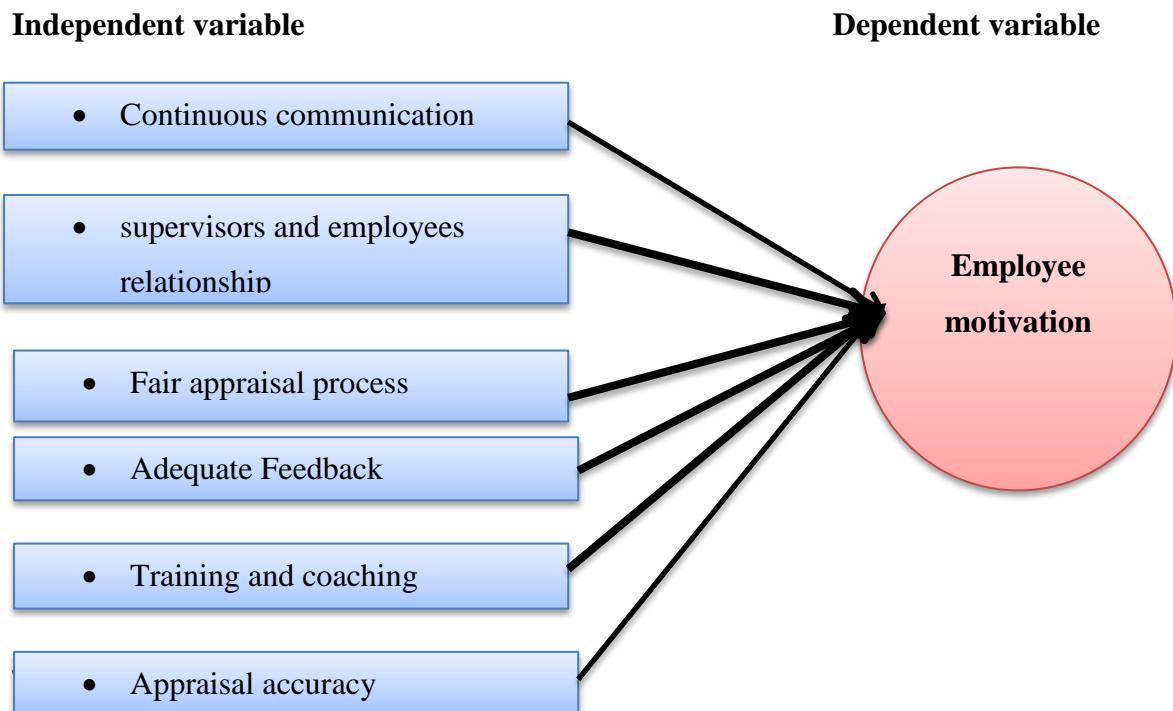 Independent variable
Dependent variable
• Continuous communication
• supervisors and employees
relationship
• Fair appraisal process
• Adequate Feedback
• Training and coaching
• Appraisal accuracy
Employee
motivation